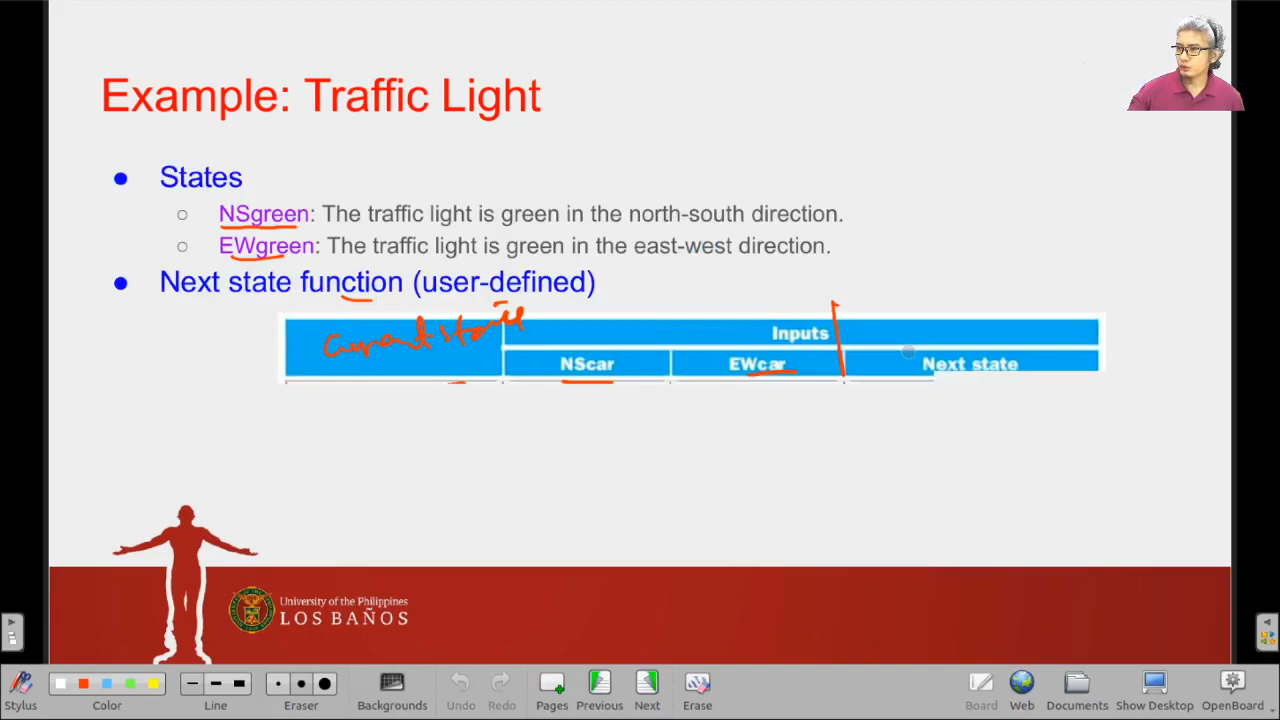 Example: Traffic Light
● States
○ NSgreen: The traffic light is green in the north-south direction.
○ EWgreen: The traffic light is green in the east-west direction.
● Next state function (user-defined)
Current state
Inputs
NScar EWcar Next state
University of the Philippines
LOS BAÑOS
Stylus Color Line Eraser Backgrounds Undo Redo Pages Previous Next Erase Board Web Documents Show Desktop OpenBoard